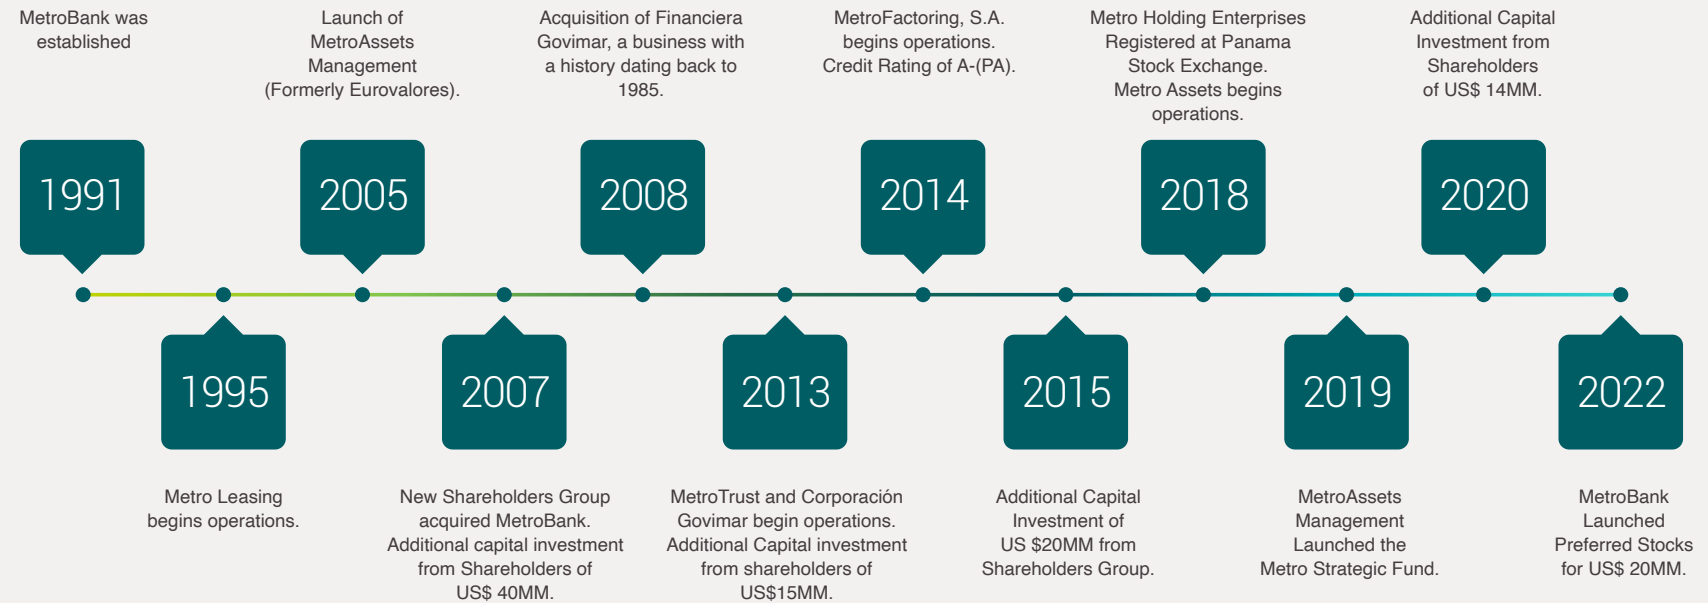 MetroBank was
established
1991
Launch of
MetroAssets
Management
(Formerly Eurovalores).
2005
Acquisition of Financiera
Govimar, a business with
a history dating back to
1985.
2008
MetroFactoring, S.A.
begins operations.
Credit Rating of A-(PA).
2014
Metro Holding Enterprises
Registered at Panama
Stock Exchange.
Metro Assets begins
operations.
2018
Additional Capital
Investment from
Shareholders
of US$ 14MM.
2020
1995
Metro Leasing
begins operations.
2007
New Shareholders Group
acquired MetroBank.
Additional capital investment
from Shareholders of
US$ 40MM.
2013
MetroTrust and Corporación
Govimar begin operations.
Additional Capital investment
from shareholders of
US$15MM.
2015
Additional Capital
Investment of
US $20MM from
Shareholders Group.
2019
MetroAssets
Management
Launched the
Metro Strategic Fund.
2022
MetroBank
Launched
Preferred Stocks
for US$ 20MM.